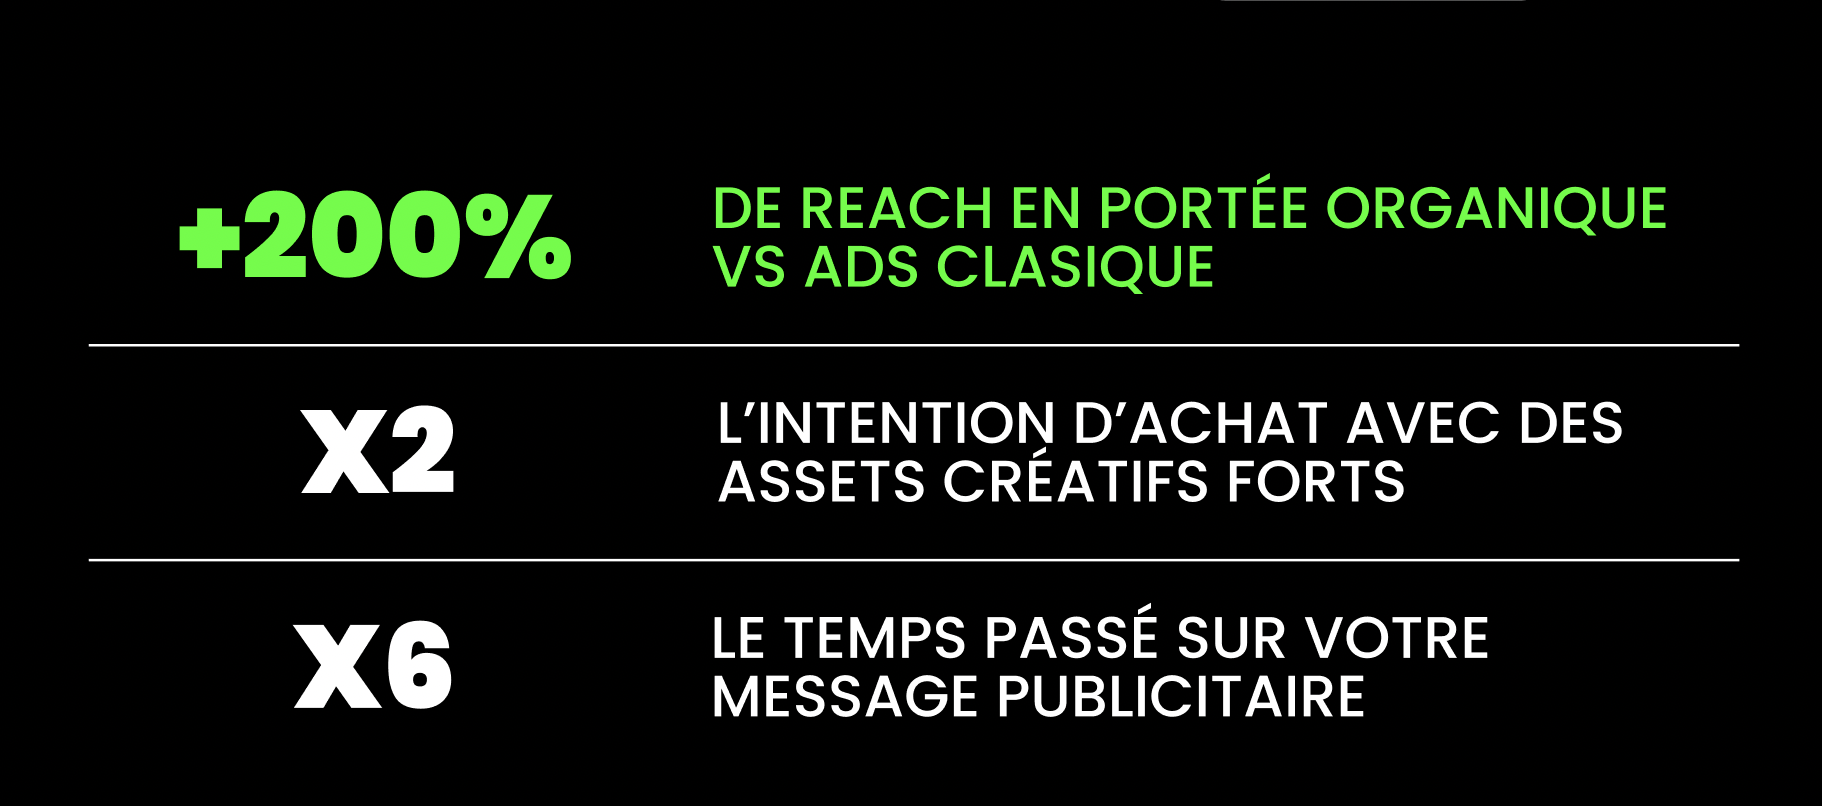 +200%
DE REACH EN PORTÉE ORGANIQUE
VS ADS CLASIQUE
X2
L’INTENTION D’ACHAT AVEC DES
ASSETS CRÉATIFS FORTS
X6
LE TEMPS PASSÉ SUR VOTRE
MESSAGE PUBLICITAIRE